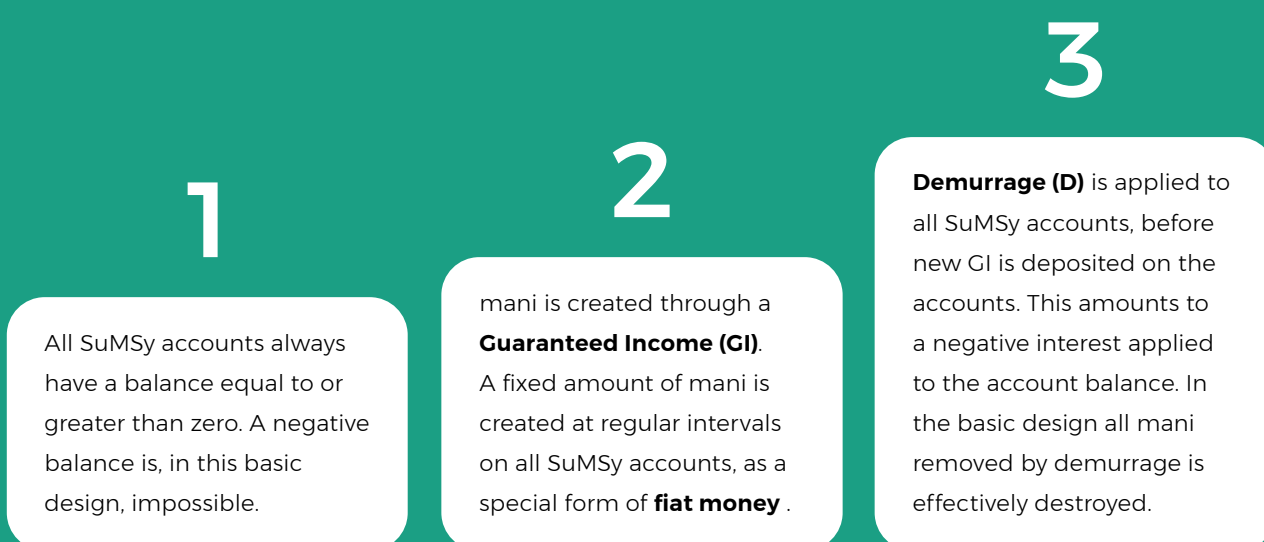 1
All SuMSy accounts always
have a balance equal to or
greater than zero. A negative
balance is, in this basic
design, impossible.
2
mani is created through a
Guaranteed Income (GI).
A fixed amount of mani is
created at regular intervals
on all SuMSy accounts, as a
special form of fiat money .
3
Demurrage (D) is applied to
all SuMSy accounts, before
new GI is deposited on the
accounts. This amounts to
a negative interest applied
to the account balance. In
the basic design all mani
removed by demurrage is
effectively destroyed.